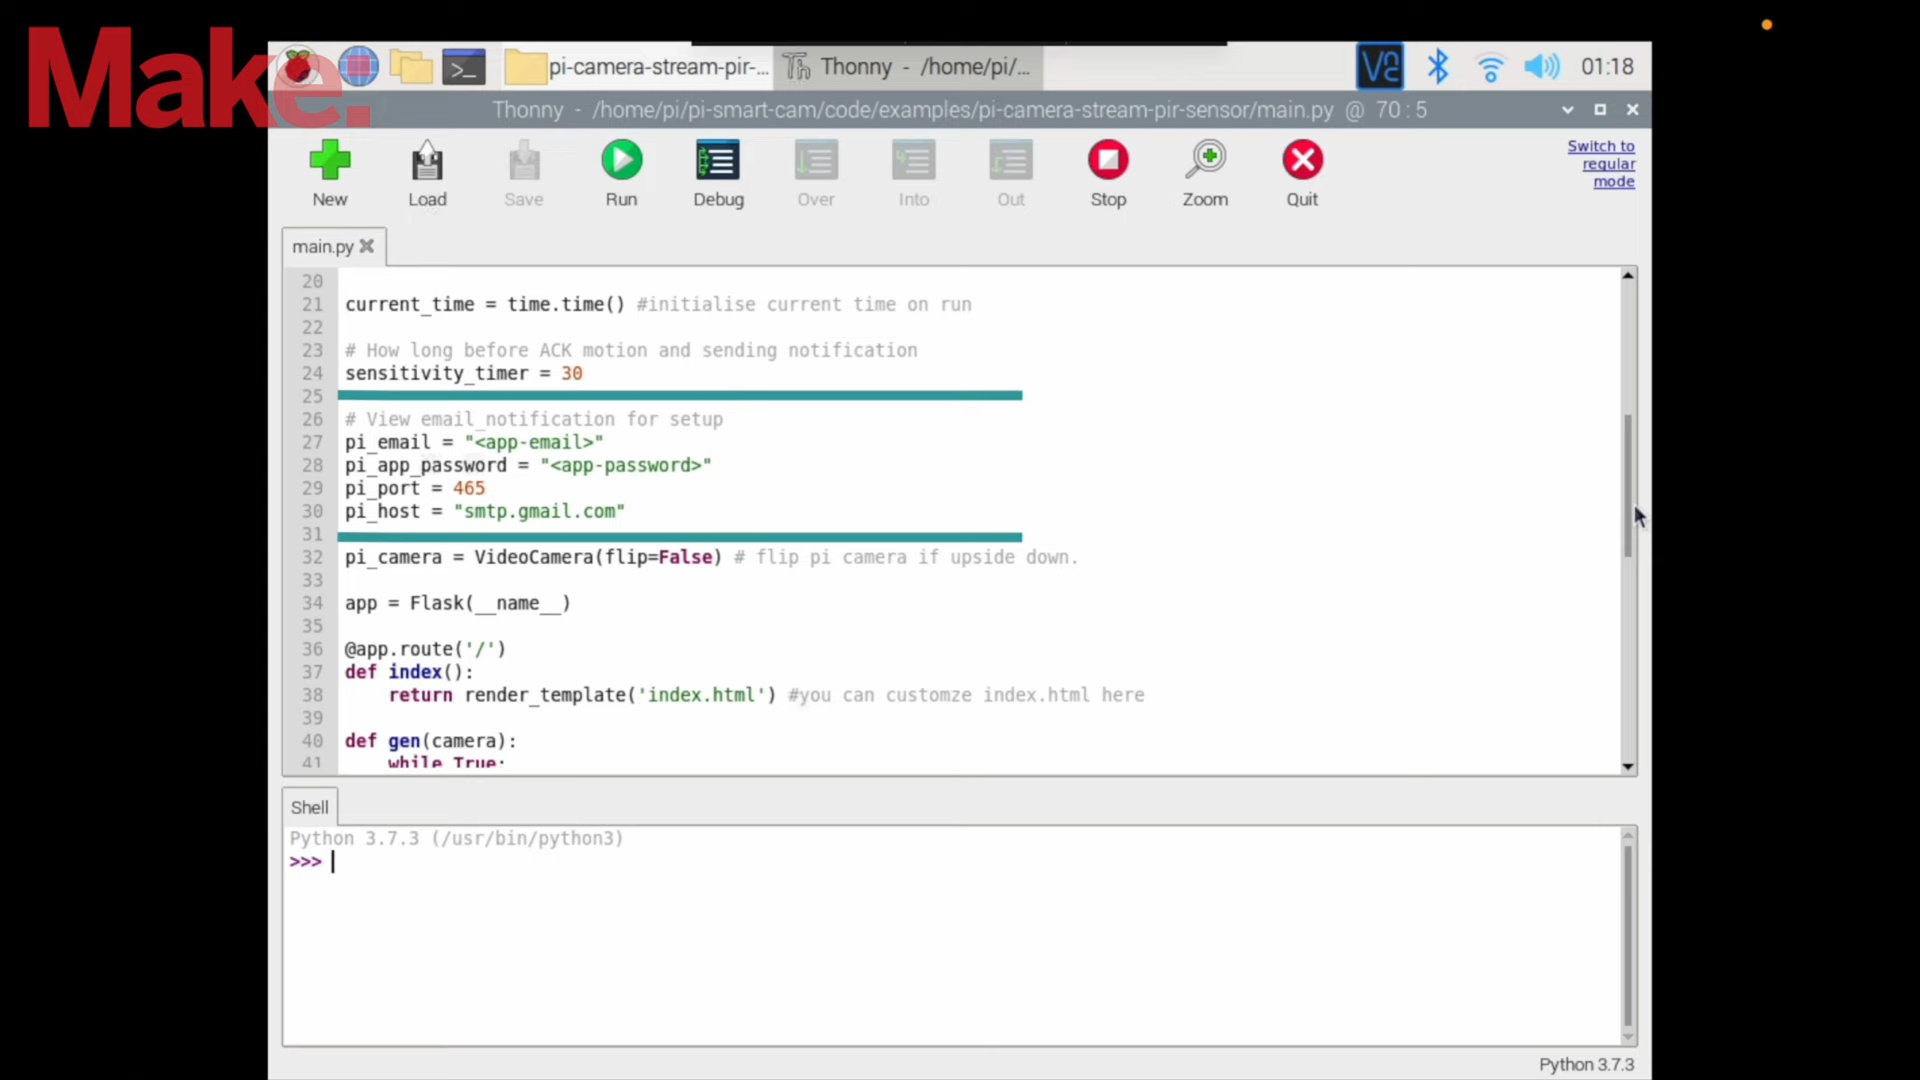 Make:
pi-camera-stream-pir-...
Thonny - /home/pi/...
01:18
Thonny - /home/pi/pi-smart-cam/code/examples/pi-camera-stream-pir-sensor/main.py @ 70:5
New
Load
Save
Run
Debug
Over
Into
Out
Stop
Zoom
Quit
Switch to
regular
mode
main.py
20
21 current_time = time.time() #initialise current time on run
22
23 # How long before ACK motion and sending notification
24 sensitivity_timer = 30
25
26 # View email_notification for setup
27 pi_email = "<app-email>"
28 pi_app_password = "<app-password>"
29 pi_port = 465
30 pi_host = "smtp.gmail.com"
31
32 pi_camera = VideoCamera(flip=False) # flip pi camera if upside down.
33
34 app = Flask(__name__)
35
36 @app.route('/')
37 def index():
38 return render_template('index.html') #you can customze index.html here
39
40 def gen(camera):
41 while True:
Shell
Python 3.7.3 (/usr/bin/python3)
>>>
Python 3.7.3